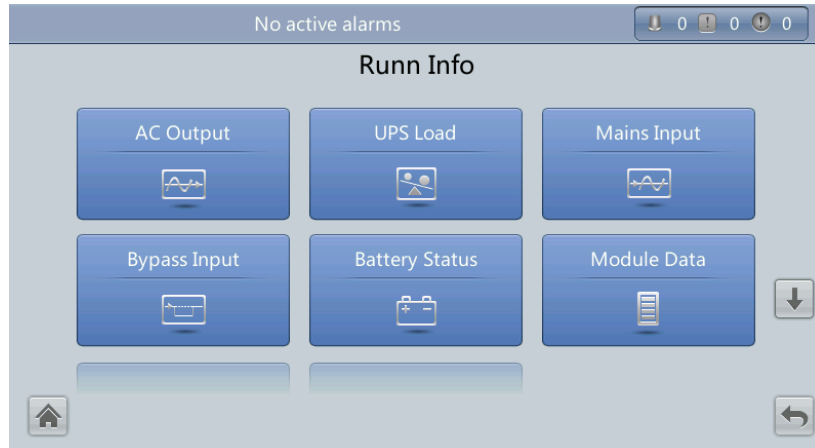 No active alarms 0 0 0
Runn Info
AC Output UPS Load Mains Input
Bypass Input Battery Status Module Data